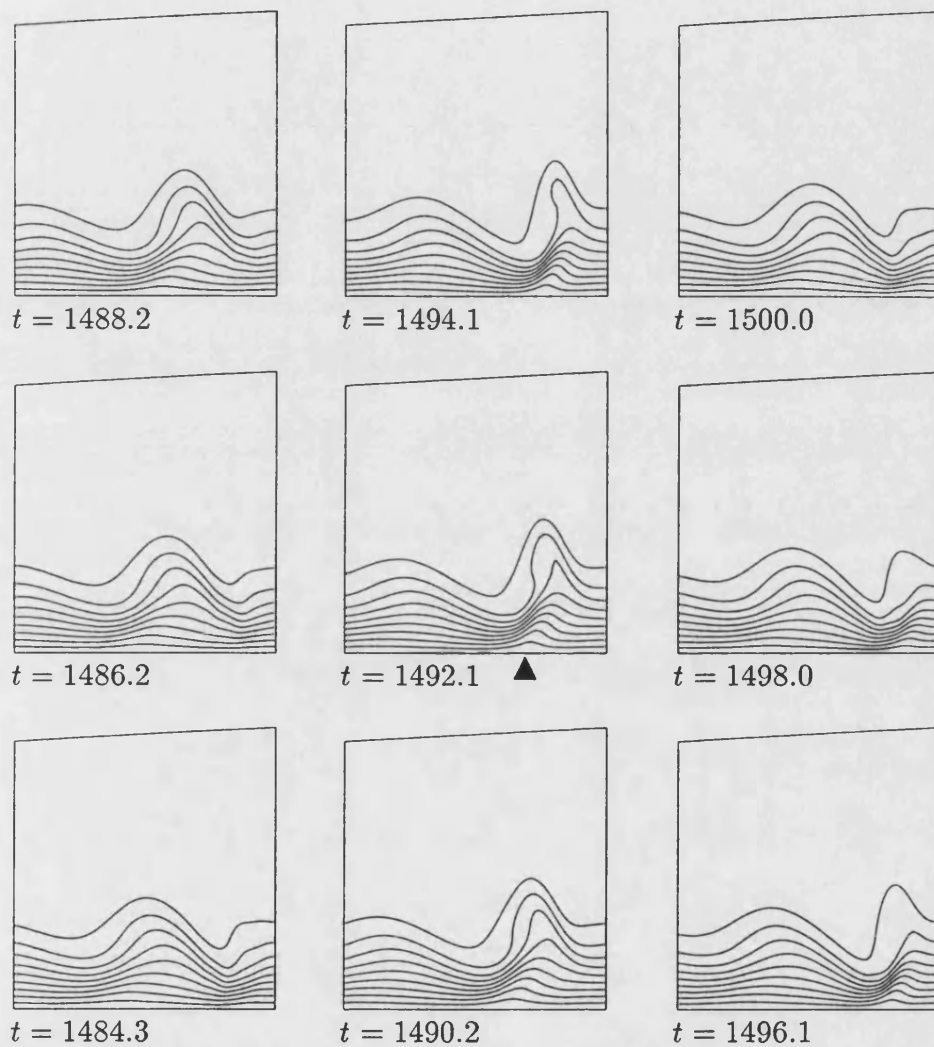 t = 1488.2
t = 1494.1
t = 1500.0
t = 1486.2
t = 1492.1
t = 1498.0
t = 1484.3
t = 1490.2
t = 1496.1